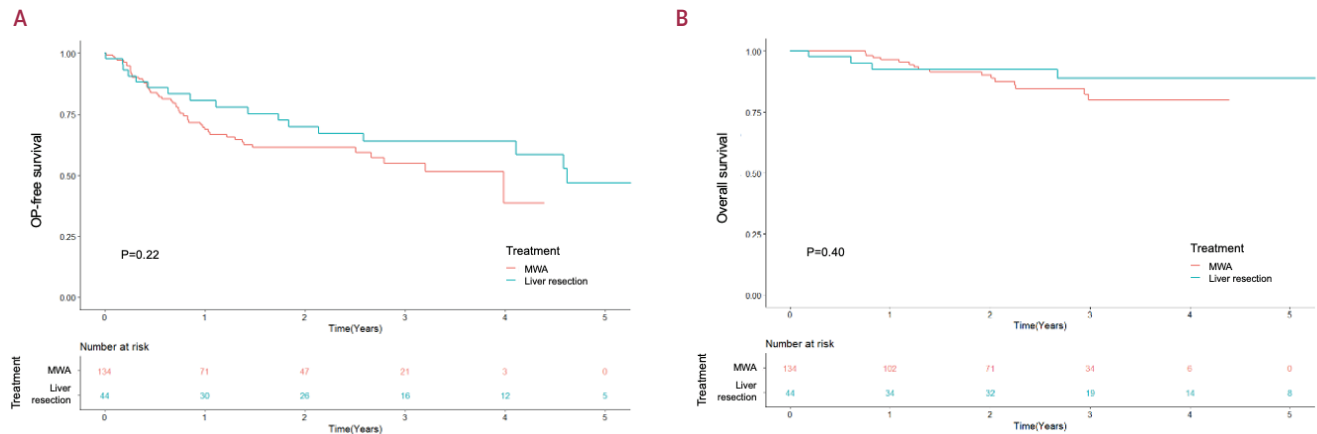 A
1.00
0.75
0.50
0.25
0.00
OP-free survival
P=0.22
Treatment
MWA
Liver resection
0 1 2 3 4 5
Time(Years)
Number at risk
Treatment
MWA 134 71 47 21 3 0
Liver
resection 44 30 26 16 12 5
0 1 2 3 4 5
Time(Years)
B
1.00
0.75
0.50
0.25
0.00
Overall survival
P=0.40
Treatment
MWA
Liver resection
0 1 2 3 4 5
Time(Years)
Number at risk
Treatment
MWA 134 102 71 34 6 0
Liver
resection 44 34 32 19 14 8
0 1 2 3 4 5
Time(Years)